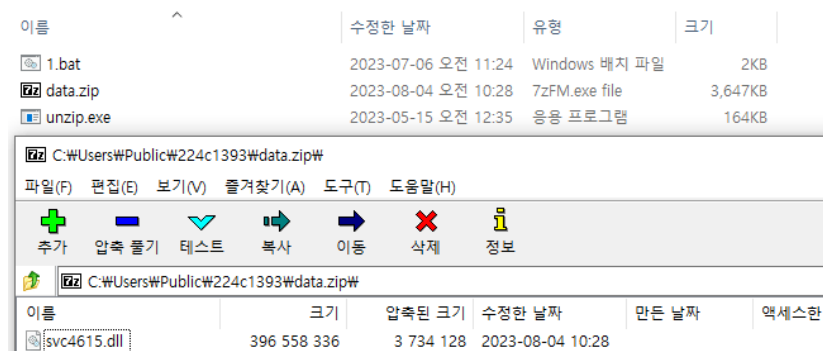 이름 수정한 날짜 유형 크기
1.bat 2023-07-06 오전 11:24 Windows 배치 파일 2KB
7z data.zip 2023-08-04 오전 10:28 7zFM.exe file 3,647KB
unzip.exe 2023-05-15 오전 12:35 응용 프로그램 164KB
7z C:₩Users₩Public₩224c1393₩data.zip₩
파일(F) 편집(E) 보기(V) 즐겨찾기(A) 도구(T) 도움말(H)
추가 압축 풀기 테스트 복사 이동 삭제 정보
7z C:₩Users₩Public₩224c1393₩data.zip₩
이름 크기 압축된 크기 수정한 날짜 만든 날짜 액세스한
svc4615.dll 396 558 336 3 734 128 2023-08-04 10:28